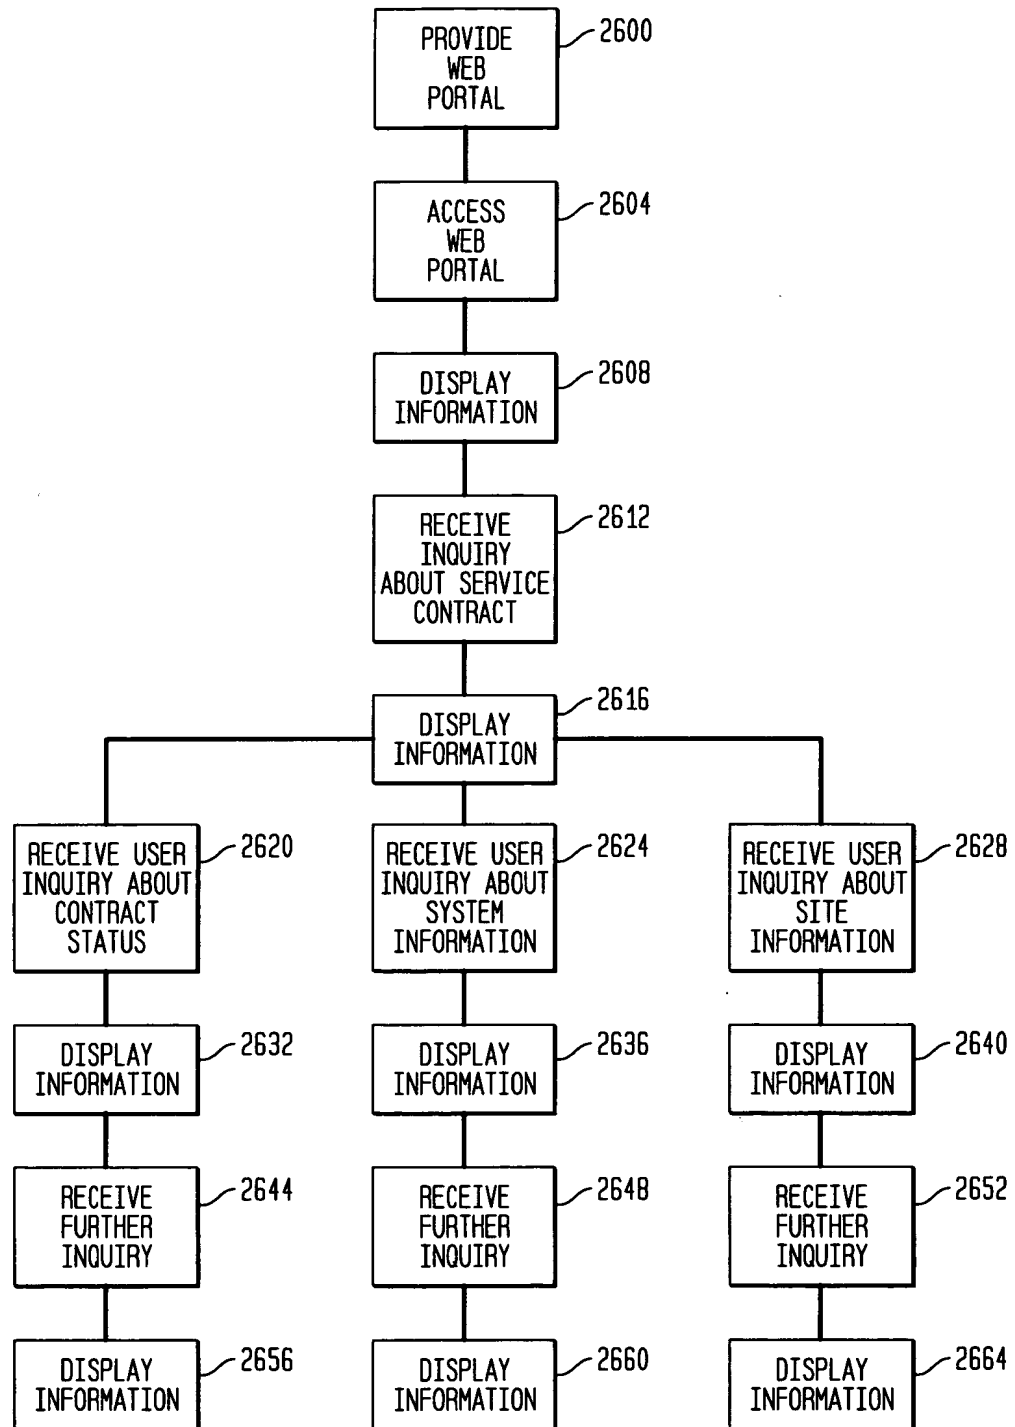 PROVIDE
WEB
PORTAL
2600
ACCESS
WEB
PORTAL
2604
DISPLAY
INFORMATION
2608
RECEIVE
INQUIRY
ABOUT SERVICE
CONTRACT
2612
DISPLAY
INFORMATION
2616
RECEIVE USER
INQUIRY ABOUT
CONTRACT
STATUS
2620
RECEIVE USER
INQUIRY ABOUT
SYSTEM
INFORMATION
2624
RECEIVE USER
INQUIRY ABOUT
SITE
INFORMATION
2628
DISPLAY
INFORMATION
2632
DISPLAY
INFORMATION
2636
DISPLAY
INFORMATION
2640
RECEIVE
FURTHER
INQUIRY
2644
RECEIVE
FURTHER
INQUIRY
2648
RECEIVE
FURTHER
INQUIRY
2652
DISPLAY
INFORMATION
2656
DISPLAY
INFORMATION
2660
DISPLAY
INFORMATION
2664